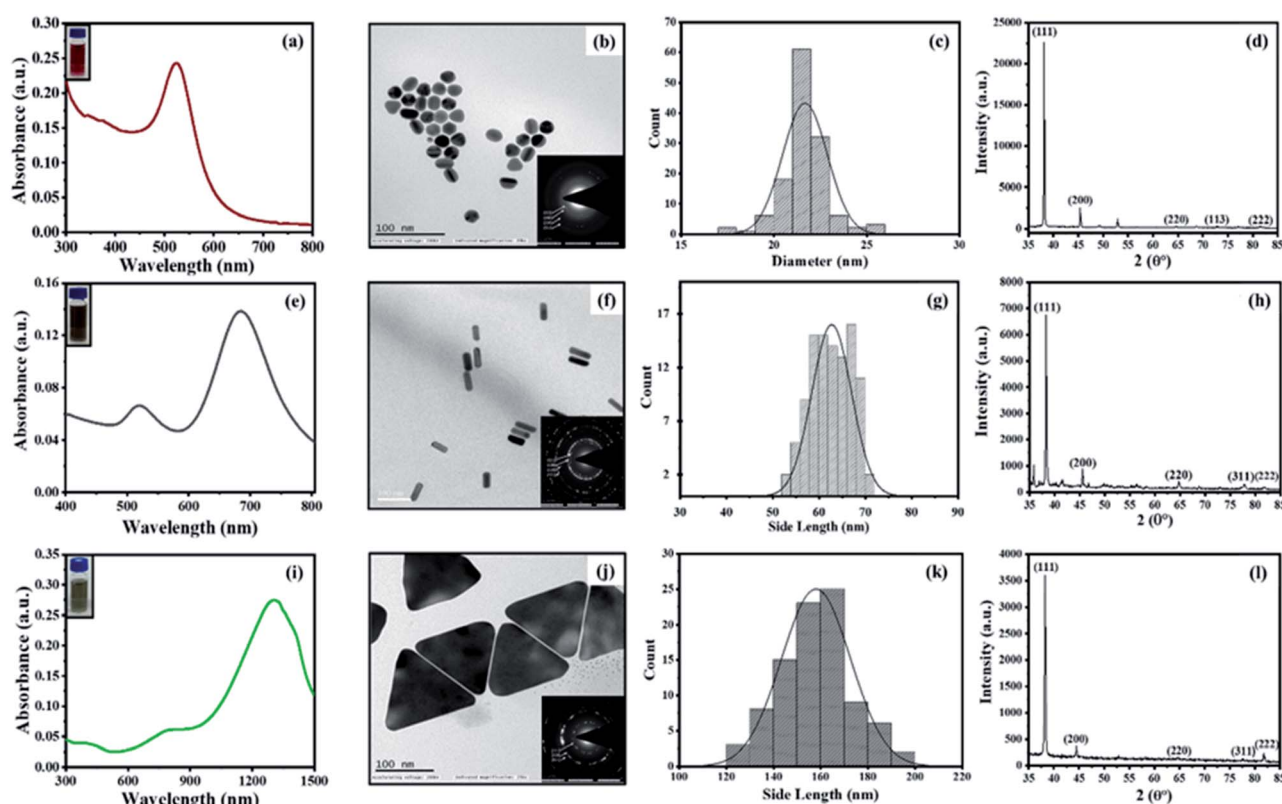 (a)
0.30
0.25
0.20
0.15
0.10
0.05
0.00
Absorbance (a.u.)
300 400 500 600 700 800
Wavelength (nm)
(b)
100 nm
(c)
70
60
50
40
30
20
10
0
Count
15 20 25 30
Diameter (nm)
(d)
25000
20000
15000
10000
5000
0
Intensity (a.u.)
(111)
(200)
(220) (113) (222)
35 40 45 50 55 60 65 70 75 80 85
2 (θ°)
(e)
0.16
0.12
0.08
0.04
0.00
Absorbance (a.u.)
400 500 600 700 800
Wavelength (nm)
(f)
(g)
17
12
7
2
Count
30 40 50 60 70 80 90
Side Length (nm)
(h)
8000
7000
6000
5000
4000
3000
2000
1000
0
Intensity (a.u.)
(111)
(200)
(220) (311) (222)
35 40 45 50 55 60 65 70 75 80 85
2 (θ°)
(i)
0.35
0.30
0.25
0.20
0.15
0.10
0.05
0.00
Absorbance (a.u.)
300 600 900 1200 1500
Wavelength (nm)
(j)
100 nm
(k)
30
25
20
15
10
5
0
Count
100 120 140 160 180 200 220
Side Length (nm)
(l)
4000
3500
3000
2500
2000
1500
1000
500
0
Intensity (a.u.)
(111)
(200)
(220) (311) (222)
35 40 45 50 55 60 65 70 75 80 85
2 (θ°)